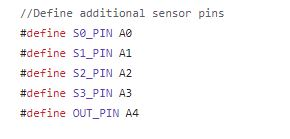 //Define additional sensor pins
#define S0_PIN A0
#define S1_PIN A1
#define S2_PIN A2
#define S3_PIN A3
#define OUT_PIN A4